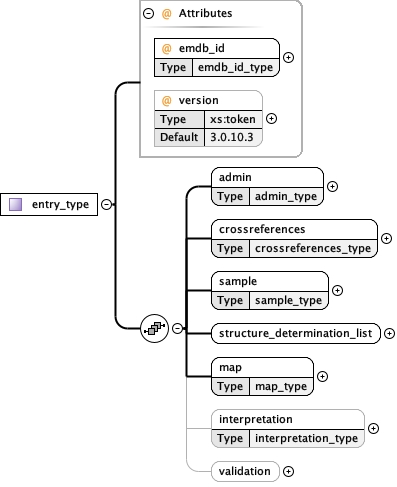 @ Attributes
@ emdb_id
Type emdb_id_type
@ version
Type xs:token
Default 3.0.10.3
entry_type
admin
Type admin_type
crossreferences
Type crossreferences_type
sample
Type sample_type
structure_determination_list
map
Type map_type
interpretation
Type interpretation_type
validation